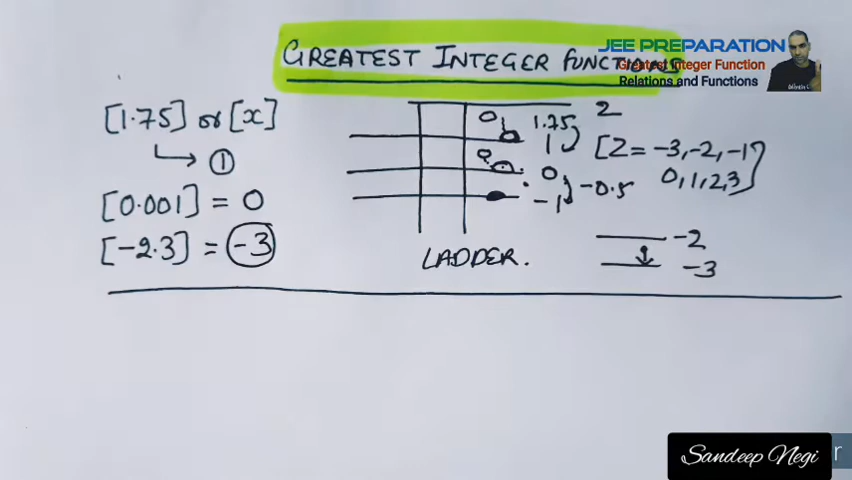 GREATEST INTEGER FUNCTIONS
JEE PREPARATION
Greatest Integer Function
Relations and Functions
[1.75] or [x]
↳ ①
[0.001] = 0
[-2.3] = -3
2
1.75
1
0
-0.5
-1
[Z = -3, -2, -1
0, 1, 2, 3]
LADDER.
-2
-3
Sandeep Negi
r